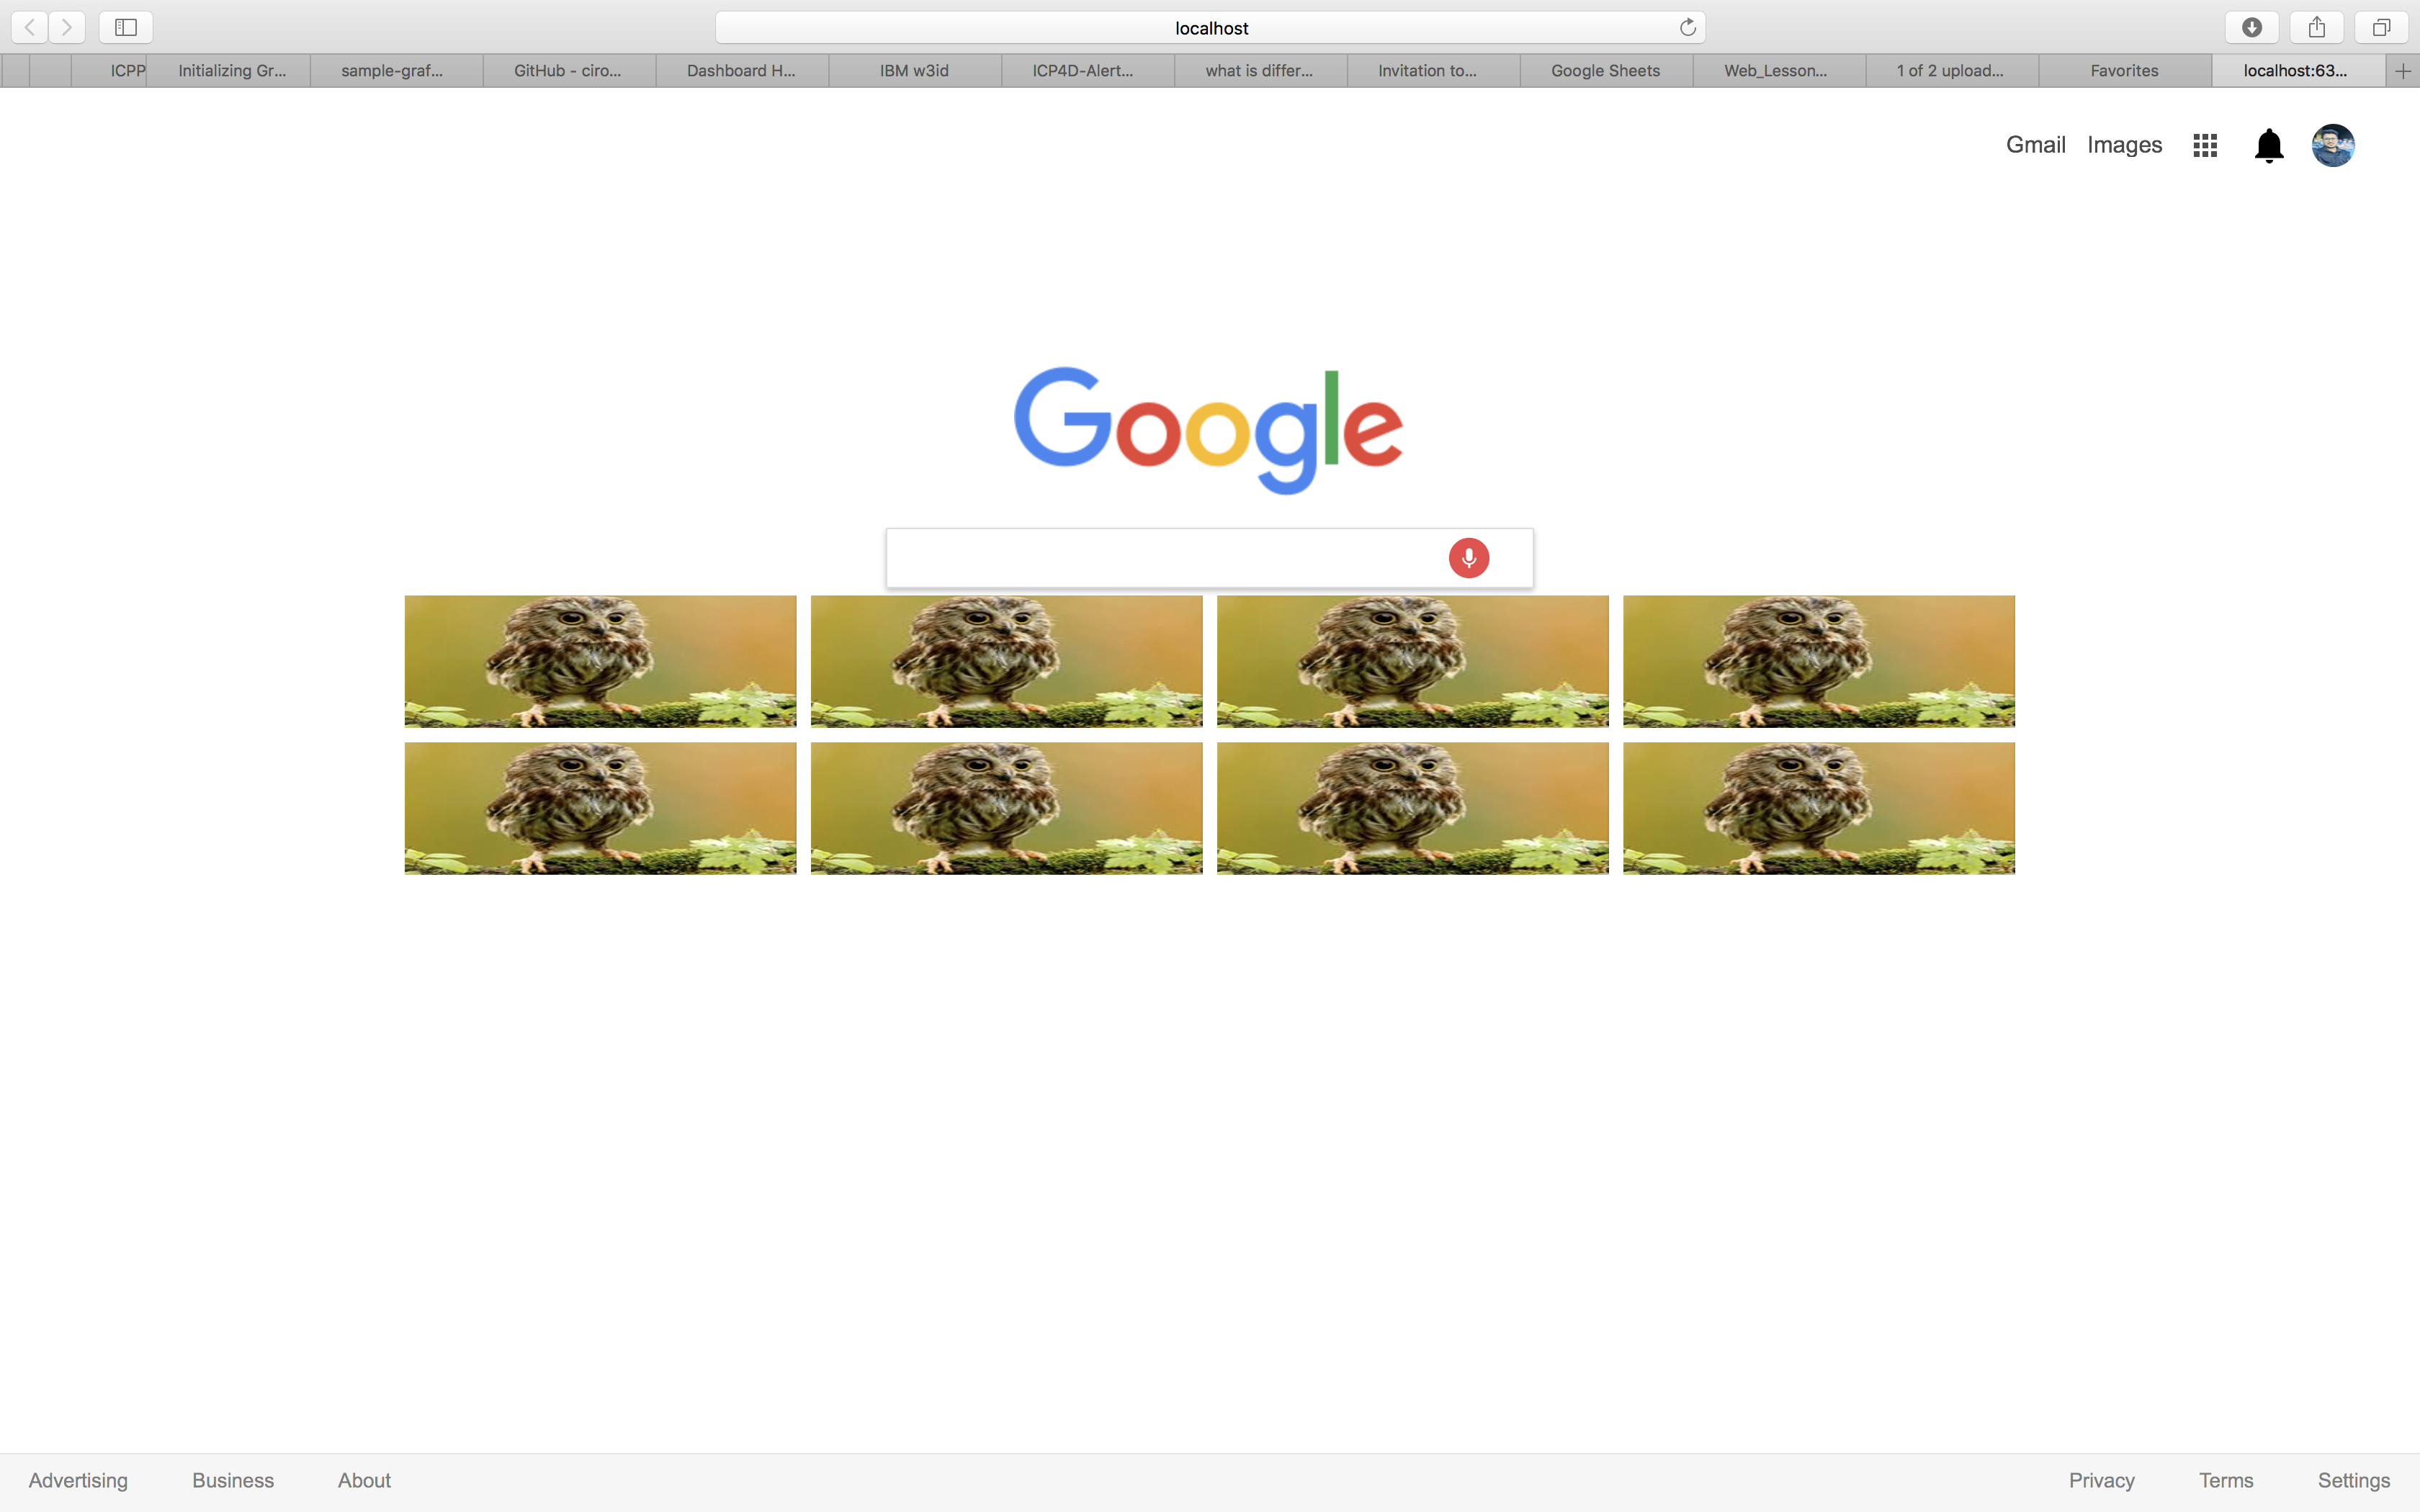 localhost
ICPP
Initializing Gr...
sample-graf...
GitHub - ciro...
Dashboard H...
IBM w3id
ICP4D-Alert...
what is differ...
Invitation to...
Google Sheets
Web_Lesson...
1 of 2 upload...
Favorites
localhost:63...
Gmail Images
Google
Advertising Business About Privacy Terms Settings